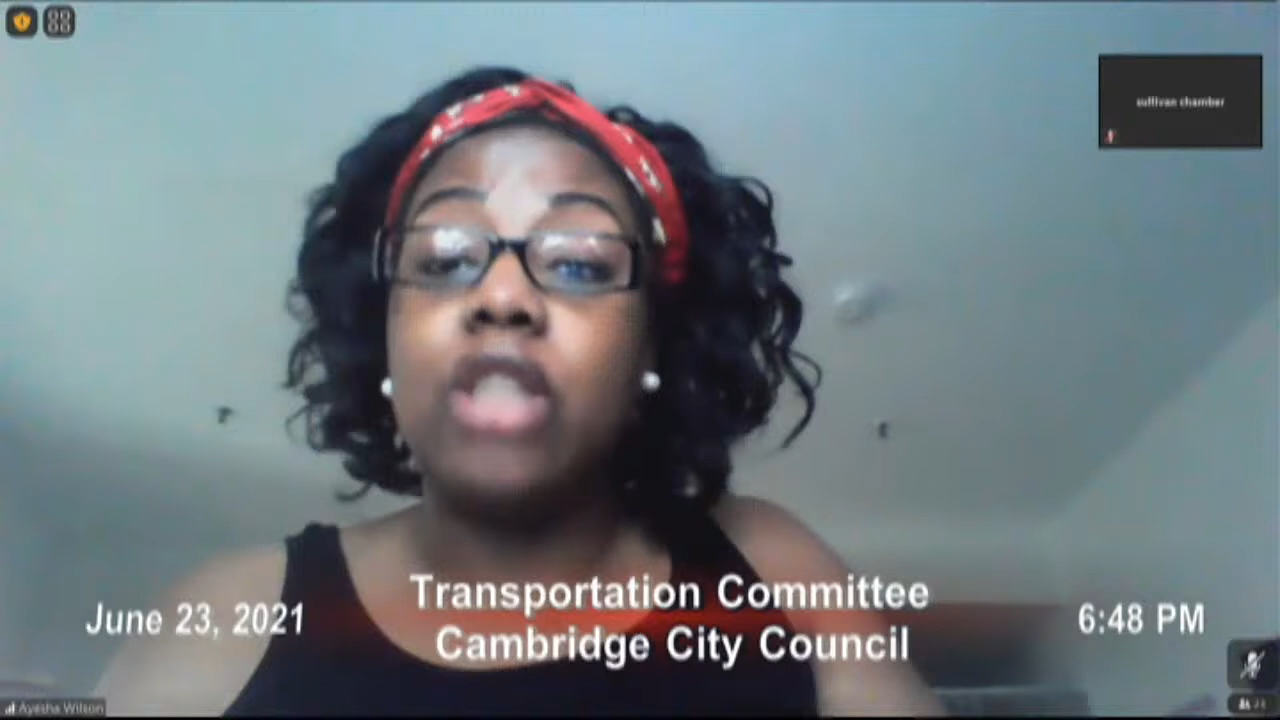 sullivan chamber
Transportation Committee
June 23, 2021
6:48 PM
Cambridge City Council
Ayesha Wilson